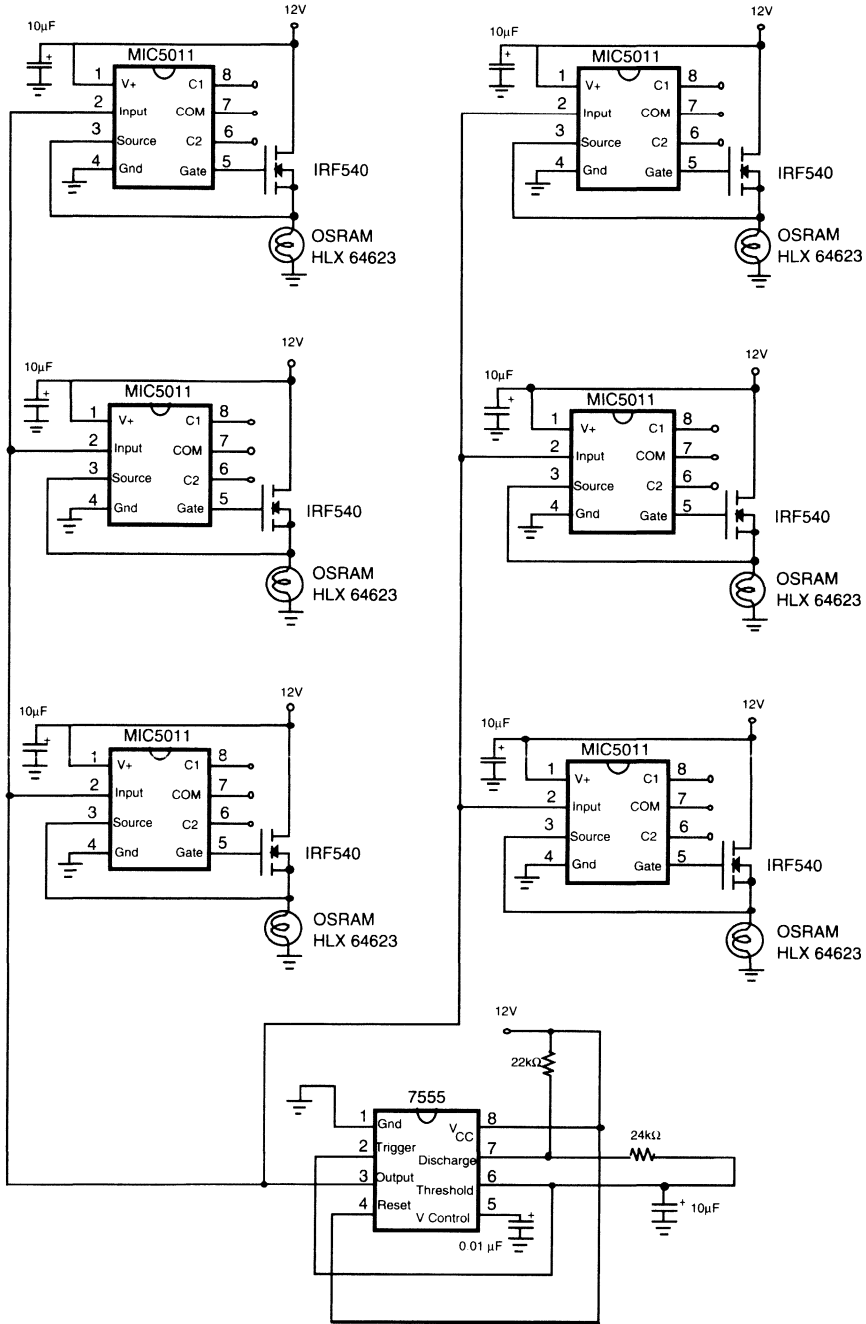 12V
10µF
+
MIC5011
1 V+ C1 8
2 Input COM 7
3 Source C2 6
4 Gnd Gate 5
IRF540
OSRAM
HLX 64623
12V
10µF
+
MIC5011
1 V+ C1 8
2 Input COM 7
3 Source C2 6
4 Gnd Gate 5
IRF540
OSRAM
HLX 64623
12V
10µF
+
MIC5011
1 V+ C1 8
2 Input COM 7
3 Source C2 6
4 Gnd Gate 5
IRF540
OSRAM
HLX 64623
12V
10µF
+
MIC5011
1 V+ C1 8
2 Input COM 7
3 Source C2 6
4 Gnd Gate 5
IRF540
OSRAM
HLX 64623
12V
10µF
+
MIC5011
1 V+ C1 8
2 Input COM 7
3 Source C2 6
4 Gnd Gate 5
IRF540
OSRAM
HLX 64623
12V
10µF
+
MIC5011
1 V+ C1 8
2 Input COM 7
3 Source C2 6
4 Gnd Gate 5
IRF540
OSRAM
HLX 64623
12V
22kΩ
7555
1 Gnd VCC 8
2 Trigger Discharge 7
3 Output Threshold 6
4 Reset V Control 5
24kΩ
+ 10µF
+
0.01 µF